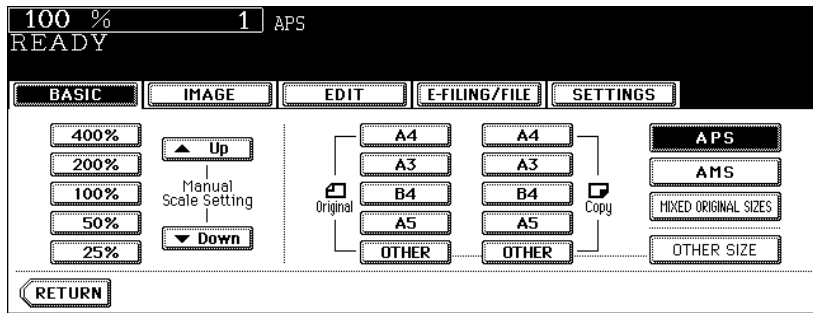 100 % 1 APS
READY
BASIC IMAGE EDIT E-FILING/FILE SETTINGS
400% A4 A4 APS
Up
200% A3 A3 AMS
100% Manual Scale Setting Original B4 B4 Copy MIXED ORIGINAL SIZES
50% A5 A5
Down
25% OTHER OTHER OTHER SIZE
RETURN